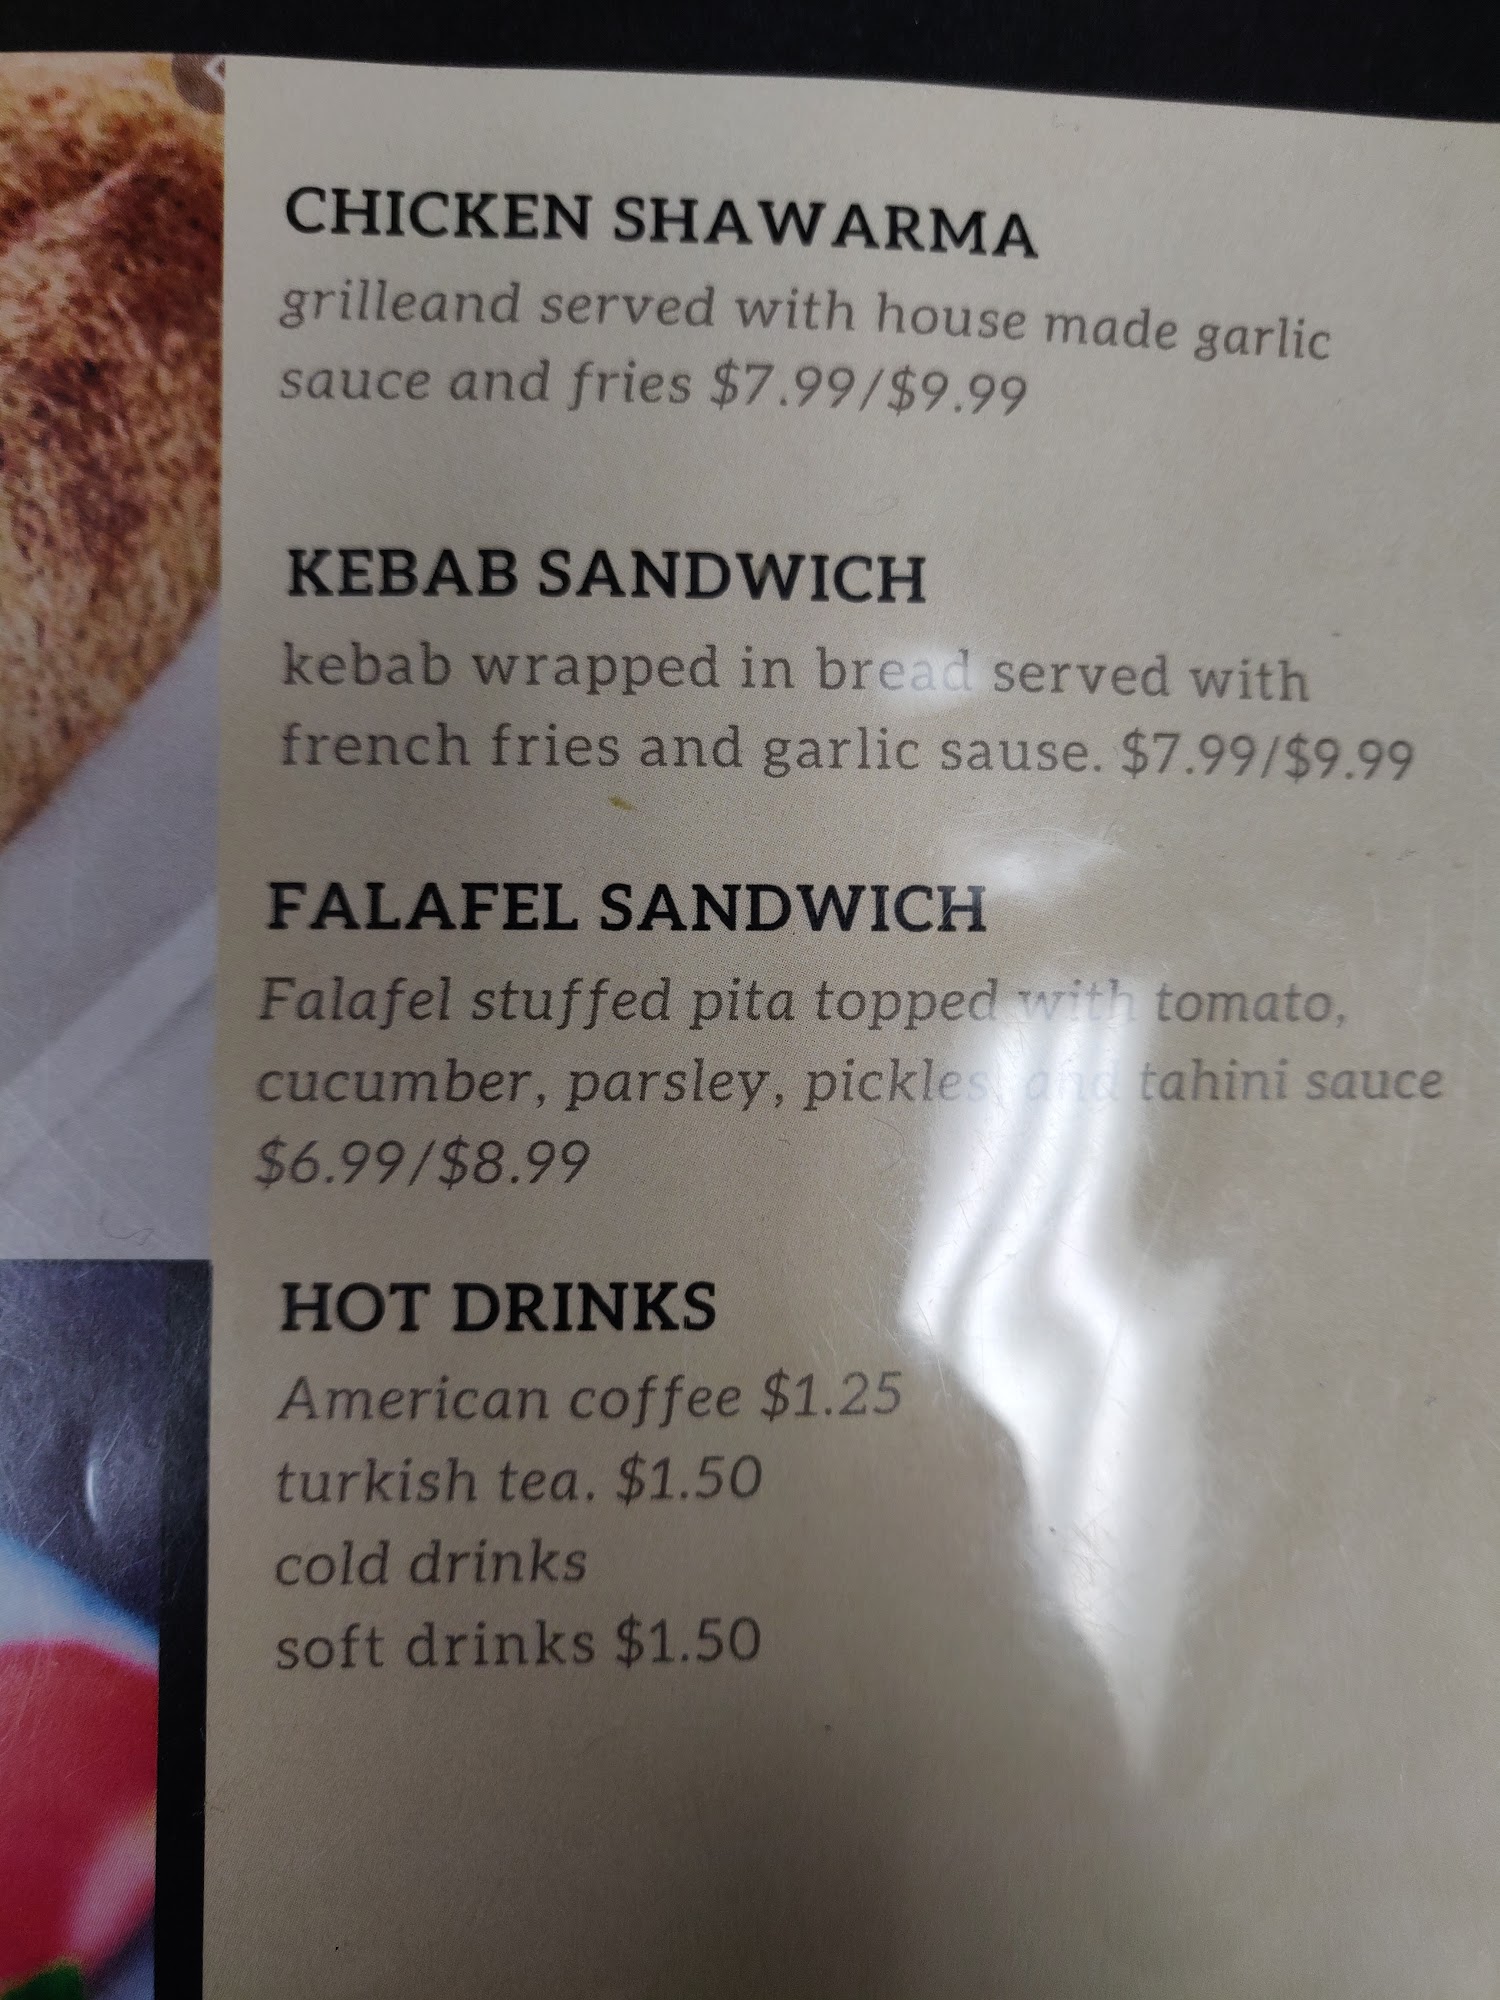 CHICKEN SHAWARMA
grilleand served with house made garlic
sauce and fries $7.99/$9.99
KEBAB SANDWICH
kebab wrapped in bread served with
french fries and garlic sause. $7.99/$9.99
FALAFEL SANDWICH
Falafel stuffed pita topped with tomato,
cucumber, parsley, pickles, and tahini sauce
$6.99/$8.99
HOT DRINKS
American coffee $1.25
turkish tea. $1.50
cold drinks
soft drinks $1.50